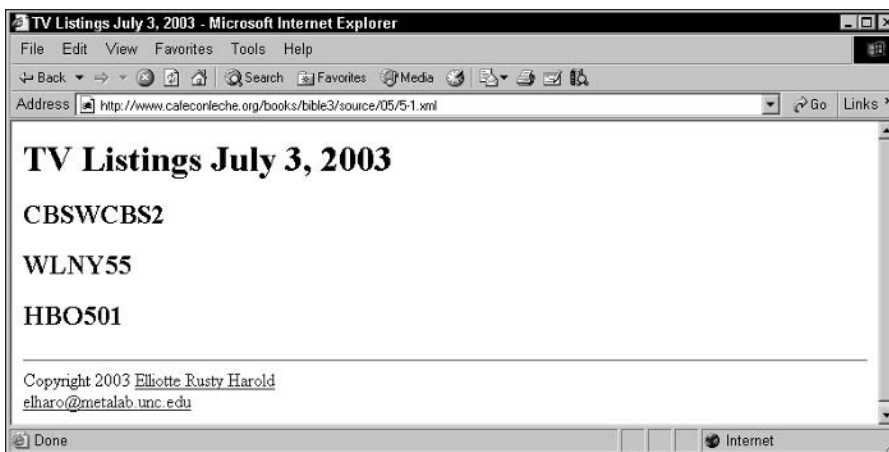 TV Listings July 3, 2003 - Microsoft Internet Explorer
File Edit View Favorites Tools Help
Back Search Favorites Media
Address http://www.cafeconleche.org/books/bible3/source/05/5-1.xml Go Links
TV Listings July 3, 2003
CBSWCBS2
WLNY55
HBO501
Copyright 2003 Elliotte Rusty Harold
elharo@metalab.unc.edu
Done Internet